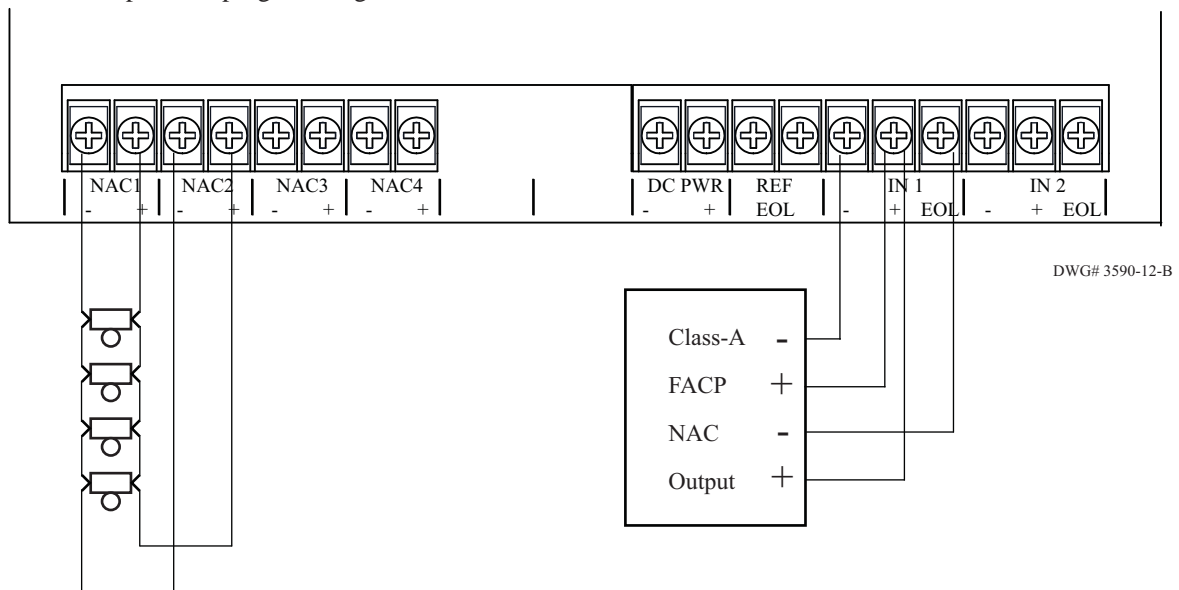 NAC1 NAC2 NAC3 NAC4 DC PWR REF IN 1 IN 2
- + - + - + - + - + EOL - + EOL - + EOL
DWG# 3590-12-B
Class-A -
FACP +
NAC -
Output +